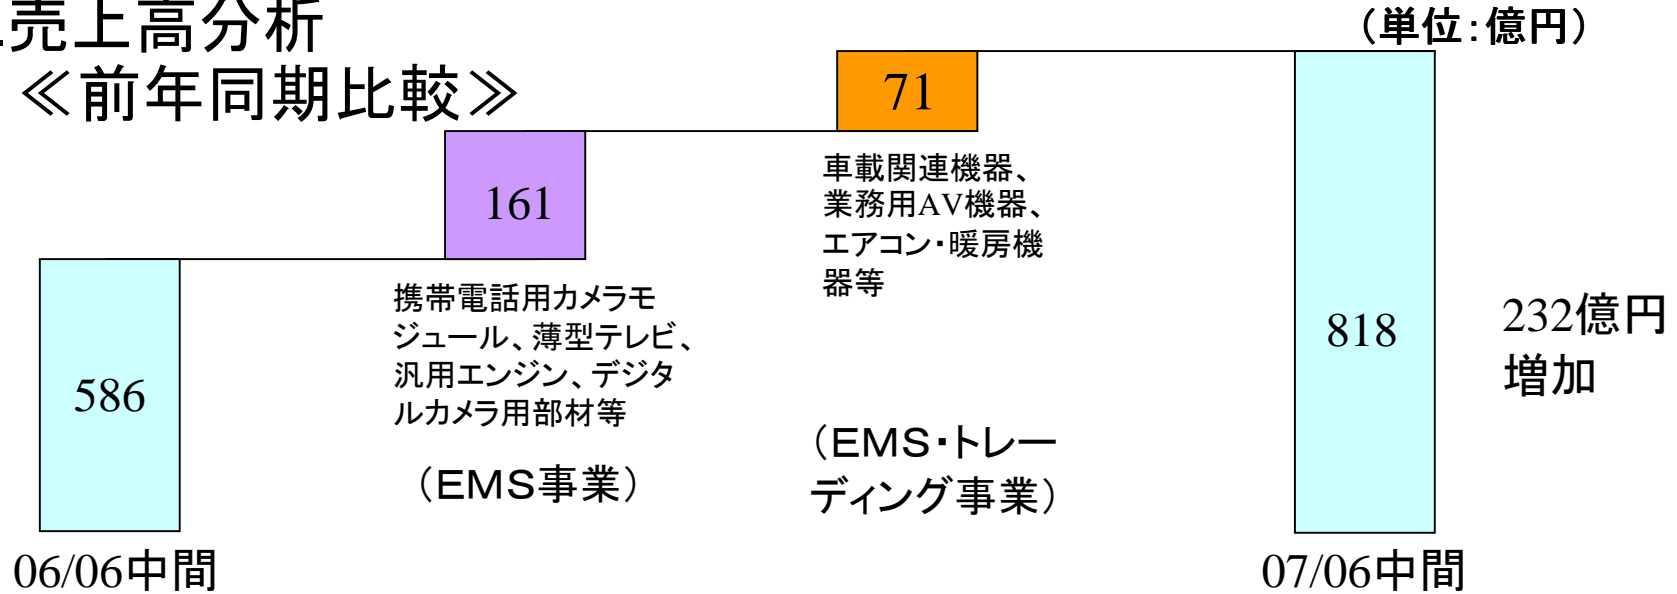 売上高分析
≪前年同期比較≫
(単位:億円)
71
161
車載関連機器、
業務用AV機器、
エアコン・暖房機
器等
携帯電話用カメラモ
ジュール、薄型テレビ、
汎用エンジン、デジタ
ルカメラ用部材等
586
818
232億円
増加
(EMS事業)
(EMS・トレー
ディング事業)
06/06中間
07/06中間